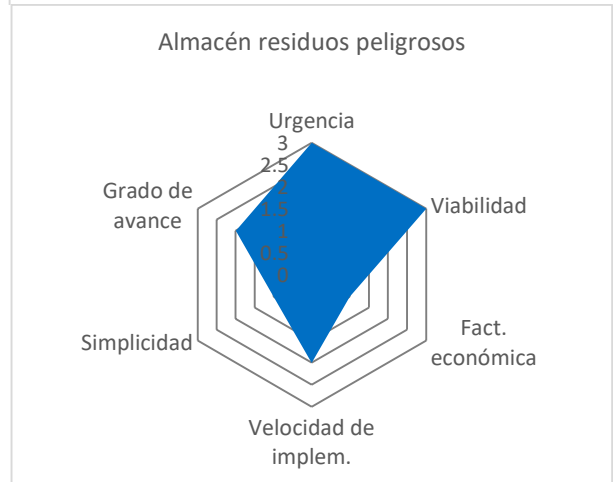 Almacén residuos peligrosos
Urgencia
3
2.5
2
1.5
1
0.5
0
Grado de
avance
Viabilidad
Simplicidad
Fact.
económica
Velocidad de
implem.